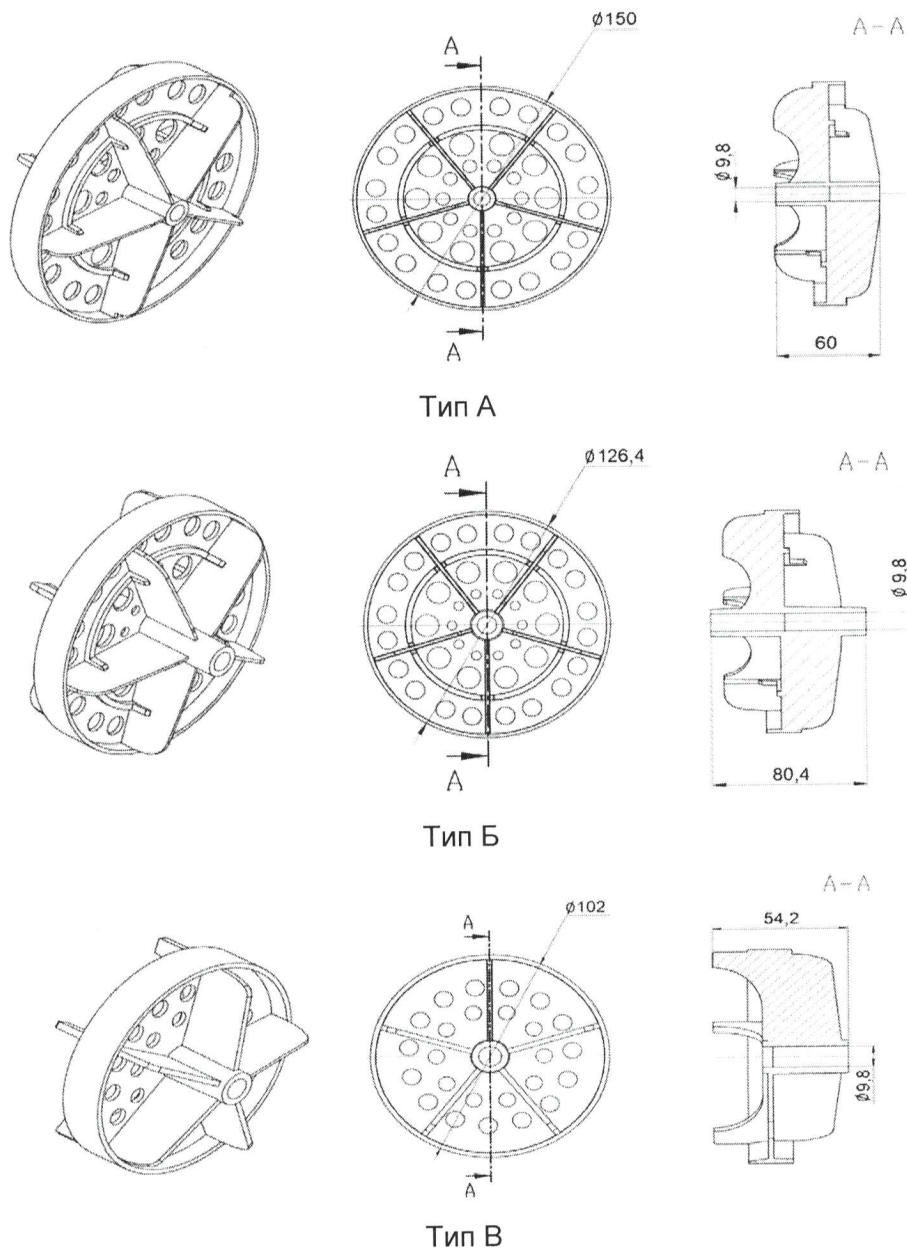 A
Ø150
A-A
Ø9,8
A
60
Тип А
A
Ø126,4
A-A
Ø9,8
A
80,4
Тип Б
A-A
A
Ø102
54,2
Ø9,8
A
Тип В